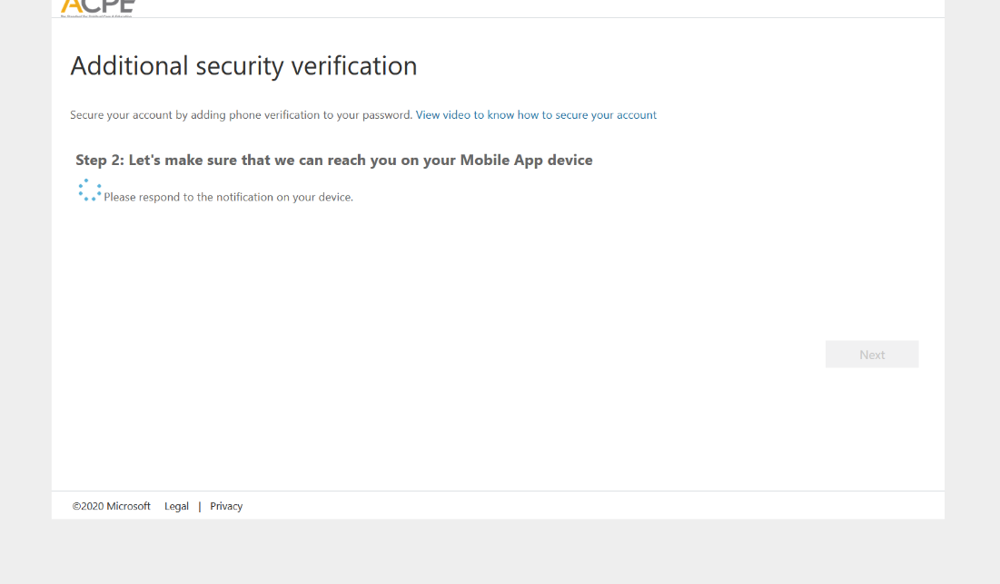 ACPE
Additional security verification
Secure your account by adding phone verification to your password. View video to know how to secure your account
Step 2: Let's make sure that we can reach you on your Mobile App device
Please respond to the notification on your device.
Next
©2020 Microsoft Legal | Privacy